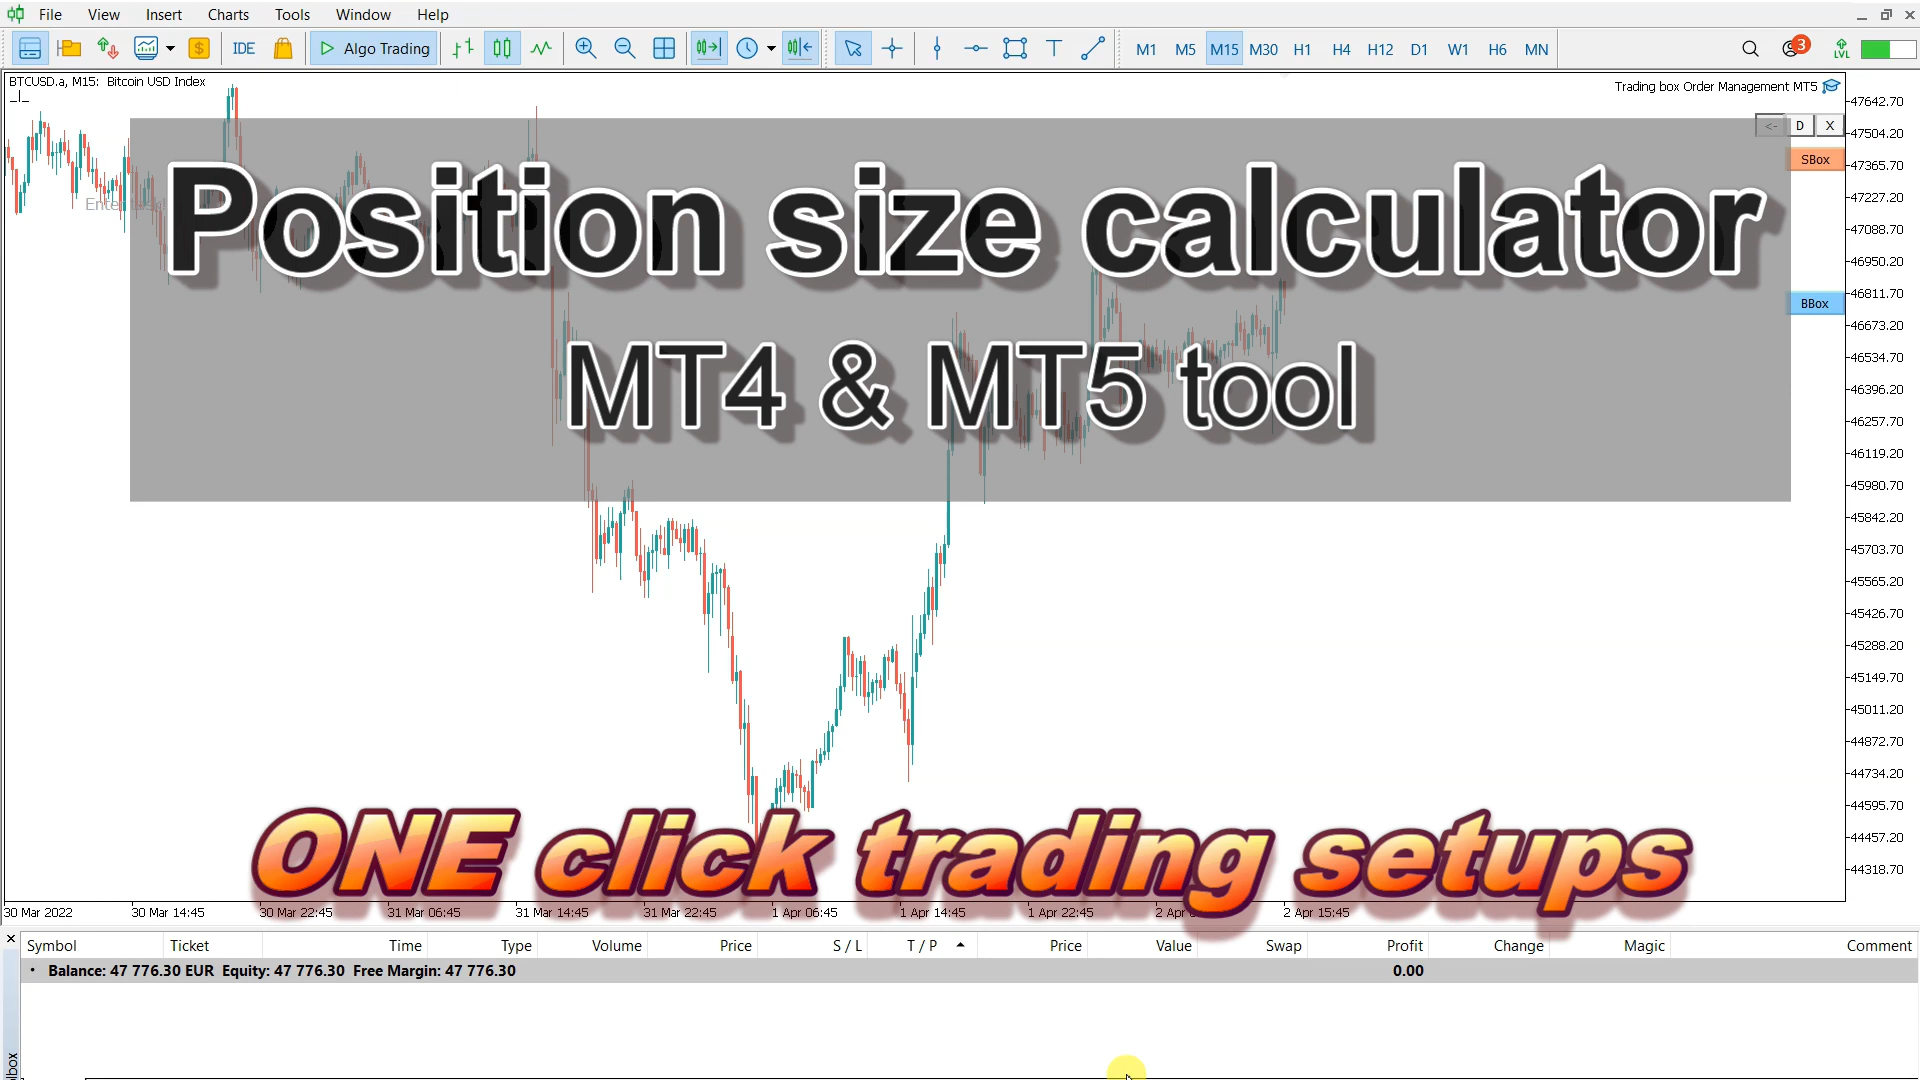 File View Insert Charts Tools Window Help
IDE Algo Trading M1 M5 M15 M30 H1 H4 H12 D1 W1 H6 MN 3 LVL
BTCUSD.a, M15: Bitcoin USD Index
Trading box Order Management MT5
<- D X
SBox
BBox
Position size calculator
MT4 & MT5 tool
ONE click trading setups
47642.70
47504.20
47365.70
47227.20
47088.70
46950.20
46811.70
46673.20
46534.70
46396.20
46257.70
46119.20
45980.70
45842.20
45703.70
45565.20
45426.70
45288.20
45149.70
45011.20
44872.70
44734.20
44595.70
44457.20
44318.70
30 Mar 2022 30 Mar 14:45 30 Mar 22:45 31 Mar 06:45 31 Mar 14:45 31 Mar 22:45 1 Apr 06:45 1 Apr 14:45 1 Apr 22:45 2 Apr 2 Apr 15:45
Symbol Ticket Time Type Volume Price S / L T / P Price Value Swap Profit Change Magic Comment
Balance: 47 776.30 EUR Equity: 47 776.30 Free Margin: 47 776.30 0.00